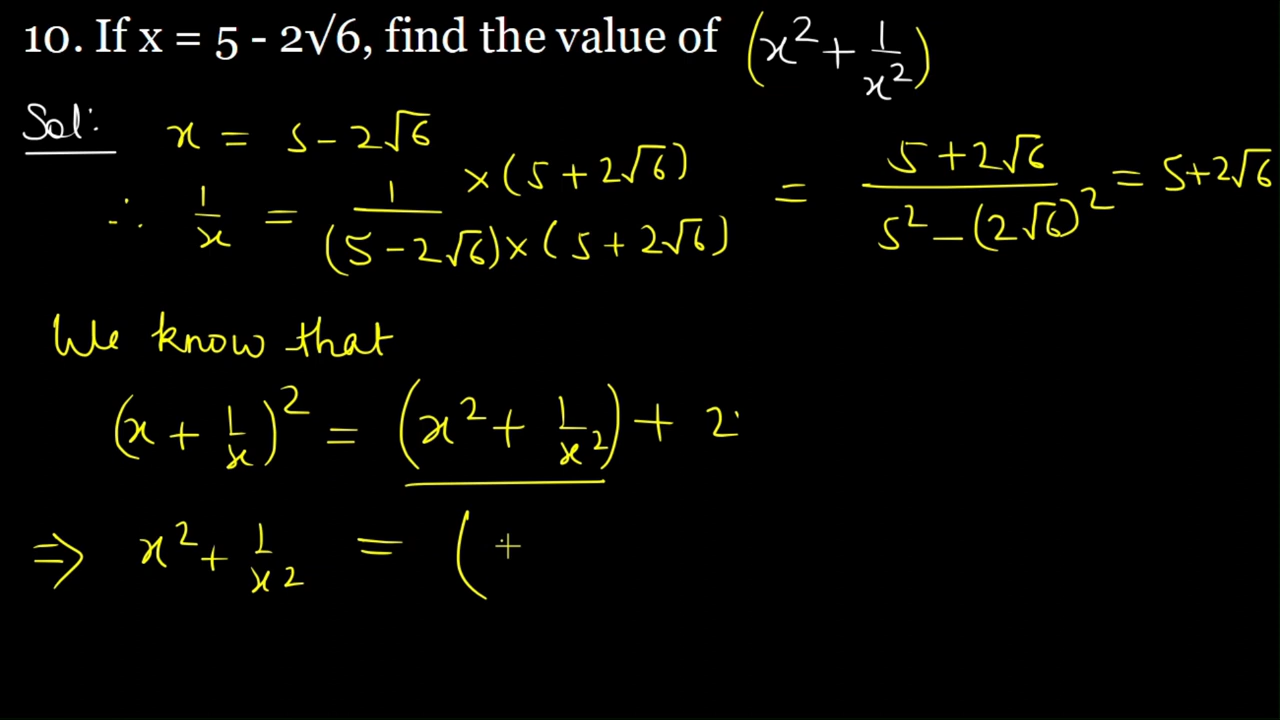 10. If x = 5 - 2√6, find the value of (x² + 1/x²)
Sol:
x = 5 - 2√6
∴ 1/x = 1/(5 - 2√6) × (5 + 2√6)/(5 + 2√6) = (5 + 2√6)/(5² - (2√6)²) = 5 + 2√6
We know that
(x + 1/x)² = (x² + 1/x²) + 2
⇒ x² + 1/x² = ( +